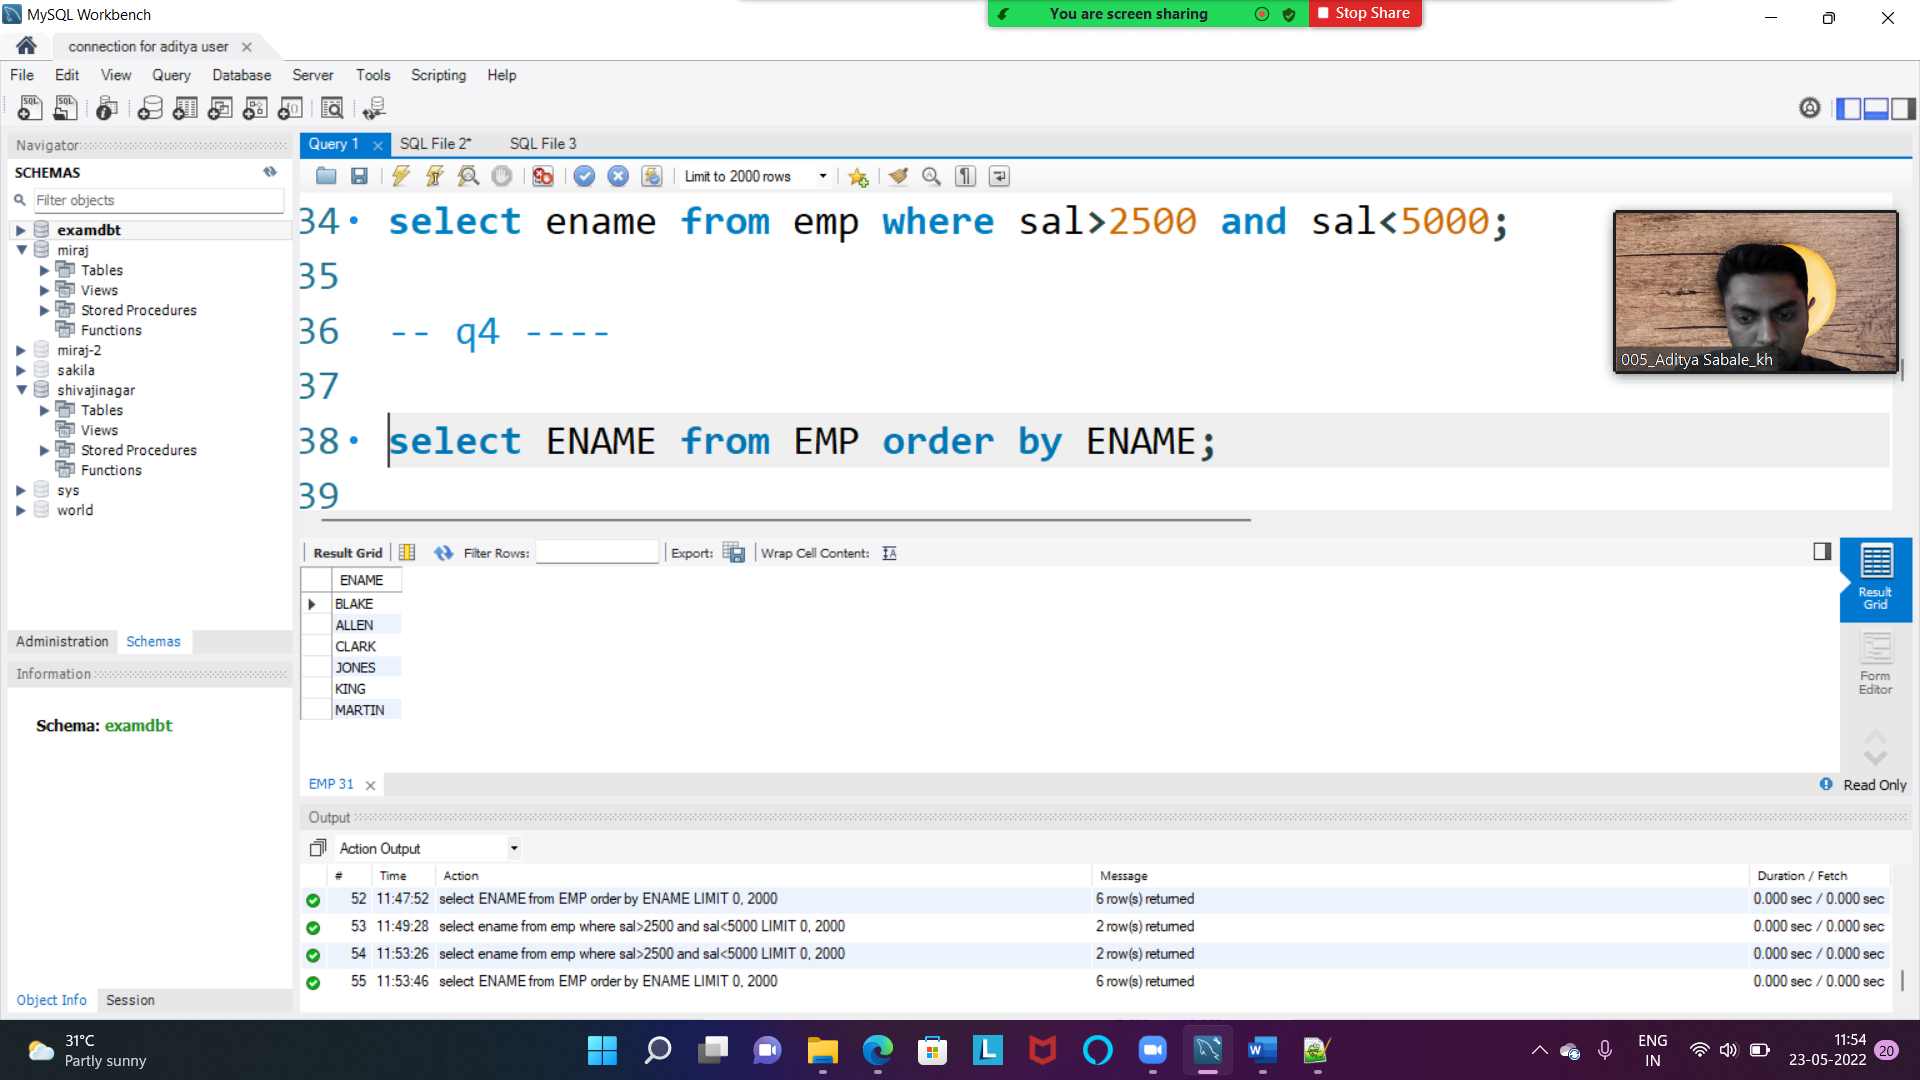 MySQL Workbench
You are screen sharing
Stop Share
connection for aditya user
File Edit View Query Database Server Tools Scripting Help
Navigator
Query 1 SQL File 2* SQL File 3
SCHEMAS
Limit to 2000 rows
Filter objects
examdbt
miraj
Tables
Views
Stored Procedures
Functions
miraj-2
sakila
shivajinagar
Tables
Views
Stored Procedures
Functions
sys
world
34 select ename from emp where sal>2500 and sal<5000;
35
36 -- q4 ----
37
38 select ENAME from EMP order by ENAME;
39
005_Aditya Sabale_kh
Result Grid Filter Rows: Export: Wrap Cell Content:
ENAME
BLAKE
ALLEN
CLARK
JONES
KING
MARTIN
Result Grid
Form Editor
Administration Schemas
Information
Schema: examdbt
EMP 31
Read Only
Output
Action Output
# Time Action Message Duration / Fetch
52 11:47:52 select ENAME from EMP order by ENAME LIMIT 0, 2000 6 row(s) returned 0.000 sec / 0.000 sec
53 11:49:28 select ename from emp where sal>2500 and sal<5000 LIMIT 0, 2000 2 row(s) returned 0.000 sec / 0.000 sec
54 11:53:26 select ename from emp where sal>2500 and sal<5000 LIMIT 0, 2000 2 row(s) returned 0.000 sec / 0.000 sec
55 11:53:46 select ENAME from EMP order by ENAME LIMIT 0, 2000 6 row(s) returned 0.000 sec / 0.000 sec
Object Info Session
31°C
Partly sunny
ENG
IN
11:54
23-05-2022
20